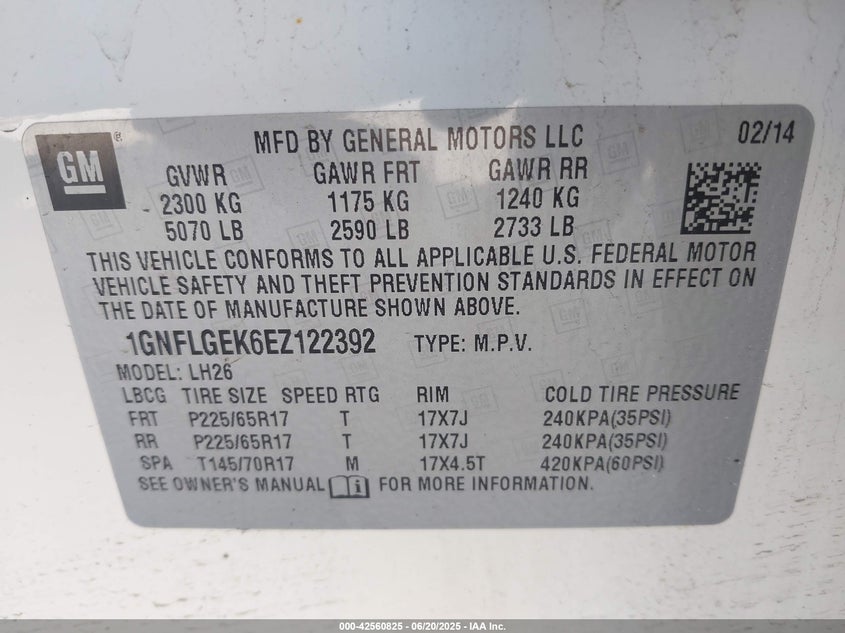 GM ® MFD BY GENERAL MOTORS LLC 02/14
GVWR GAWR FRT GAWR RR
2300 KG 1175 KG 1240 KG
5070 LB 2590 LB 2733 LB
THIS VEHICLE CONFORMS TO ALL APPLICABLE U.S. FEDERAL MOTOR
VEHICLE SAFETY AND THEFT PREVENTION STANDARDS IN EFFECT ON
THE DATE OF MANUFACTURE SHOWN ABOVE.
1GNFLGEK6EZ122392 TYPE: M.P.V.
MODEL: LH26
LBCG TIRE SIZE SPEED RTG RIM COLD TIRE PRESSURE
FRT P225/65R17 T 17X7J 240KPA(35PSI)
RR P225/65R17 T 17X7J 240KPA(35PSI)
SPA T145/70R17 M 17X4.5T 420KPA(60PSI)
SEE OWNER'S MANUAL FOR MORE INFORMATION.
000-42560825 - 06/20/2025 - IAA Inc.